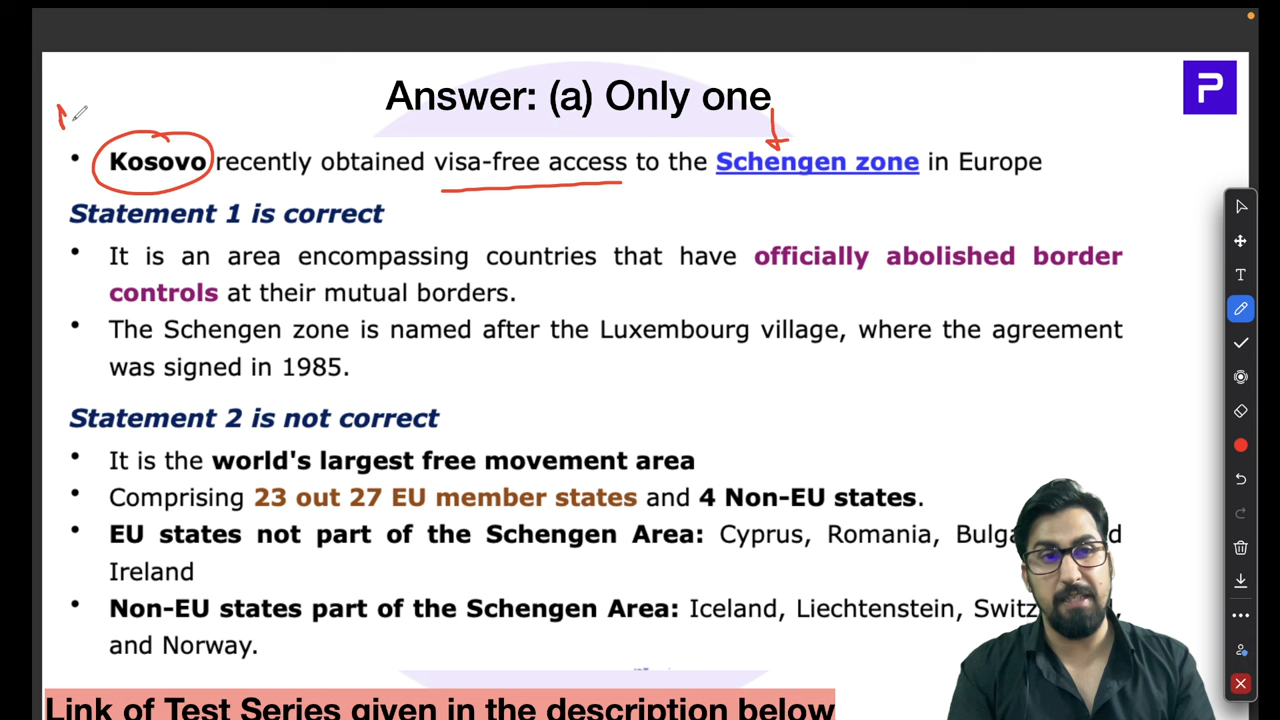 Answer: (a) Only one
P
• Kosovo recently obtained visa-free access to the Schengen zone in Europe
Statement 1 is correct
• It is an area encompassing countries that have officially abolished border
controls at their mutual borders.
• The Schengen zone is named after the Luxembourg village, where the agreement
was signed in 1985.
Statement 2 is not correct
• It is the world's largest free movement area
• Comprising 23 out 27 EU member states and 4 Non-EU states.
• EU states not part of the Schengen Area: Cyprus, Romania,
Ireland
• Non-EU states part of the Schengen Area: Iceland, Liechtenstein,
and Norway.
Link of Test Series given in the description below
T